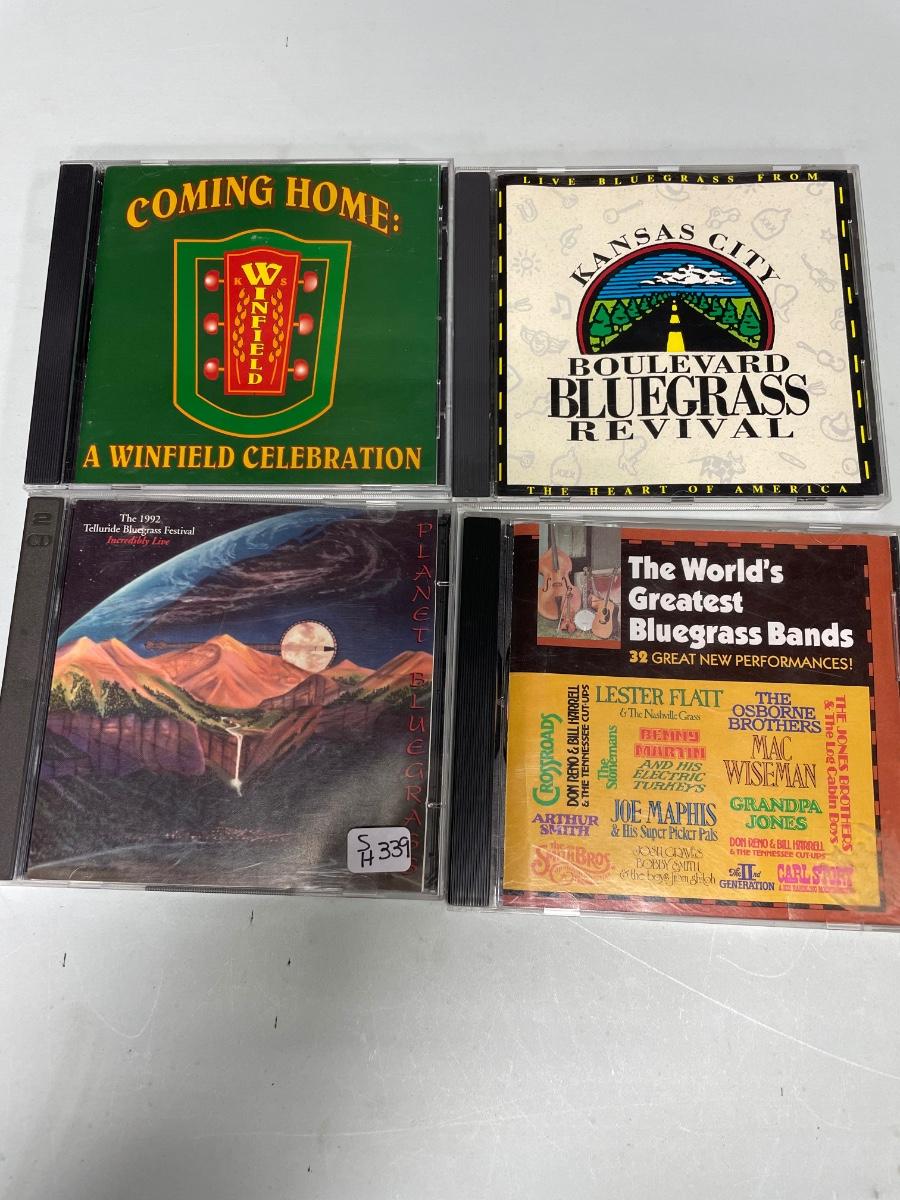 COMING HOME:
K S
WINFIELD
A WINFIELD CELEBRATION
LIVE BLUEGRASS FROM
KANSAS CITY
BOULEVARD
BLUEGRASS
REVIVAL
THE HEART OF AMERICA
2
CD
The 1992
Telluride Bluegrass Festival
Incredibly Live
PLANET BLUEGRASS
S/H 339
The World's
Greatest
Bluegrass Bands
32 GREAT NEW PERFORMANCES!
CROSSROADS
DON RENO & BILL HARRELL
& THE TENNESSEE CUT-UPS
The Stonemans
LESTER FLATT
& The Nashville Grass
BENNY
MARTIN
AND HIS
ELECTRIC
TURKEYS
THE
OSBORNE
BROTHERS
MAC
WISEMAN
THE JONES BROTHERS
& The Log Cabin Boys
ARTHUR
SMITH
JOE MAPHIS
& His Super Picker Pals
GRANDPA
JONES
DON RENO & BILL HARRELL
& THE TENNESSEE CUT-UPS
JOSH GRAVES
BOBBY SMITH
& the boys from shiloh
The IInd
GENERATION
CARL STORY